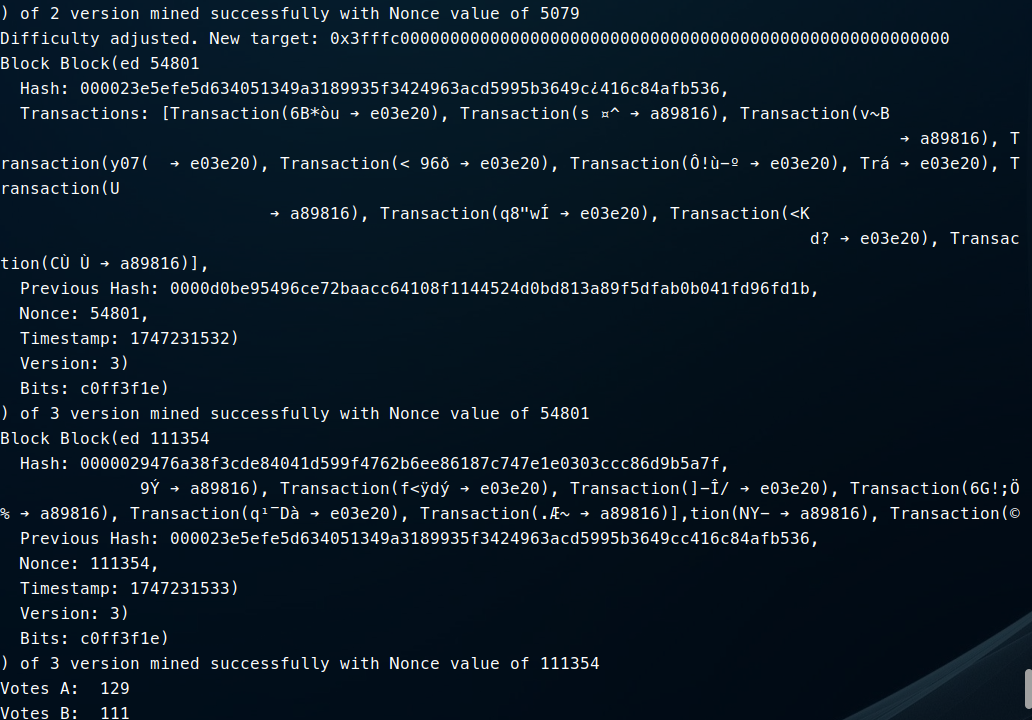 ) of 2 version mined successfully with Nonce value of 5079
Difficulty adjusted. New target: 0x3fffc0000000000000000000000000000000000000000000000000000000
Block Block(ed 54801
  Hash: 000023e5efe5d634051349a3189935f3424963acd5995b3649c¿416c84afb536,
  Transactions: [Transaction(6B*òu → e03e20), Transaction(s ¤^ → a89816), Transaction(v~B
→ a89816), T
ransaction(y07(  → e03e20), Transaction(< 96ð → e03e20), Transaction(Ô!ù−º → e03e20), Trá → e03e20), T
ransaction(U
→ a89816), Transaction(q8"wÍ → e03e20), Transaction(<K
d? → e03e20), Transac
tion(CÙ Ù → a89816)],
  Previous Hash: 0000d0be95496ce72baacc64108f1144524d0bd813a89f5dfab0b041fd96fd1b,
  Nonce: 54801,
  Timestamp: 1747231532)
  Version: 3)
  Bits: c0ff3f1e)
) of 3 version mined successfully with Nonce value of 54801
Block Block(ed 111354
  Hash: 0000029476a38f3cde84041d599f4762b6ee86187c747e1e0303ccc86d9b5a7f,
9Ý → a89816), Transaction(f<ÿdý → e03e20), Transaction(]−Î/ → e03e20), Transaction(6G!;Ö
% → a89816), Transaction(q¹¯Dà → e03e20), Transaction(.Æ~ → a89816)],tion(NY− → a89816), Transaction(©
  Previous Hash: 000023e5efe5d634051349a3189935f3424963acd5995b3649cc416c84afb536,
  Nonce: 111354,
  Timestamp: 1747231533)
  Version: 3)
  Bits: c0ff3f1e)
) of 3 version mined successfully with Nonce value of 111354
Votes A:  129
Votes B:  111